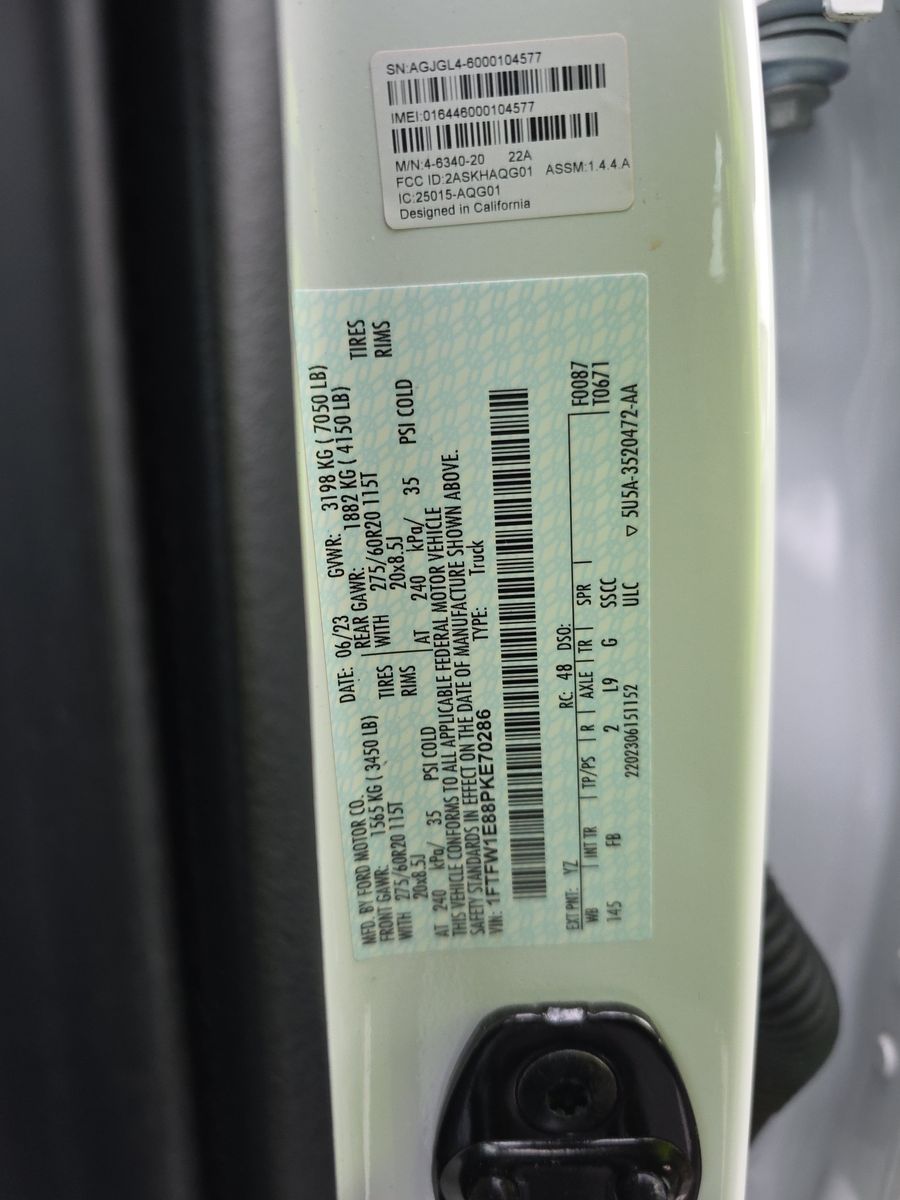 SN:AGJGL4-6000104577
IMEI:016446000104577
M/N:4-6340-20 22A
FCC ID:2ASKHAQG01 ASSM:1.4.4.A
IC:25015-AQG01
Designed in California
MFD. BY FORD MOTOR CO. DATE: 06/23 GVWR: 3198 KG ( 7050 LB)
FRONT GAWR: 1565 KG ( 3450 LB) REAR GAWR: 1882 KG ( 4150 LB)
WITH 275/60R20 115T TIRES WITH 275/60R20 115T TIRES
20x8.5J RIMS 20x8.5J RIMS
AT 240 kPa/ 35 PSI COLD AT 240 kPa/ 35 PSI COLD
THIS VEHICLE CONFORMS TO ALL APPLICABLE FEDERAL MOTOR VEHICLE
SAFETY STANDARDS IN EFFECT ON THE DATE OF MANUFACTURE SHOWN ABOVE.
VIN: 1FTFW1E88PKE70286 TYPE: Truck
EXT PNT: YZ RC: 48 DSO: F0087
WB INT TR TP/PS R AXLE TR SPR T0671
145 FB 2 L9 G SSCC
2202306151152 ULC ▽ 5U5A-3520472-AA